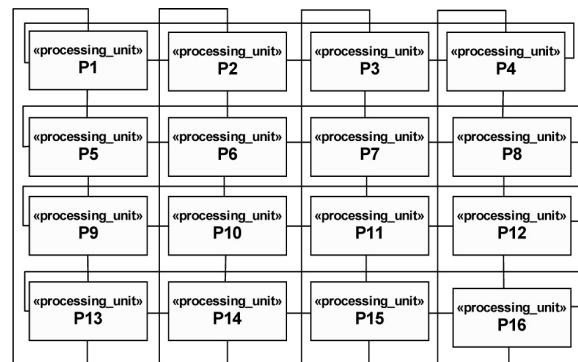 «processing_unit» «processing_unit» «processing_unit» «processing_unit»
P1 P2 P3 P4
«processing_unit» «processing_unit» «processing_unit» «processing_unit»
P5 P6 P7 P8
«processing_unit» «processing_unit» «processing_unit» «processing_unit»
P9 P10 P11 P12
«processing_unit» «processing_unit» «processing_unit» «processing_unit»
P13 P14 P15 P16